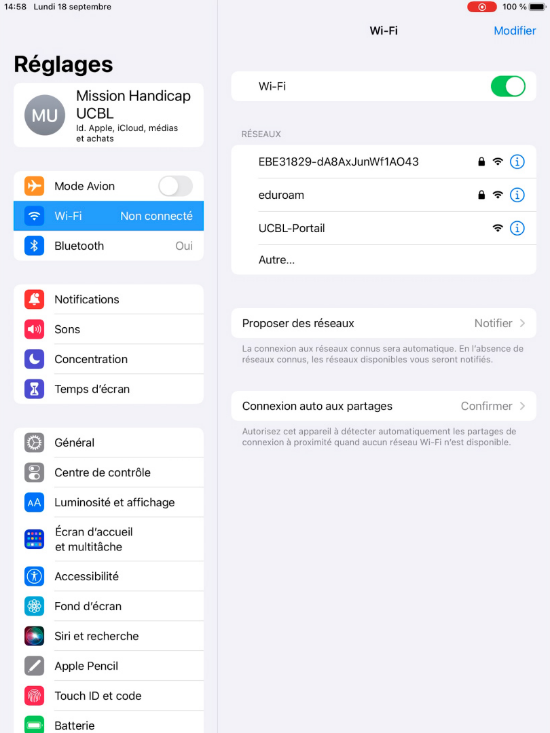 14:58 Lundi 18 septembre
100 %
Réglages
MU
Mission Handicap
UCBL
Id. Apple, iCloud, médias
et achats
Mode Avion
Wi-Fi Non connecté
Bluetooth Oui
Notifications
Sons
Concentration
Temps d'écran
Général
Centre de contrôle
AA Luminosité et affichage
Écran d'accueil
et multitâche
Accessibilité
Fond d'écran
Siri et recherche
Apple Pencil
Touch ID et code
Batterie
Wi-Fi Modifier
Wi-Fi
RÉSEAUX
EBE31829-dA8AxJunWf1AO43
eduroam
UCBL-Portail
Autre...
Proposer des réseaux Notifier
La connexion aux réseaux connus sera automatique. En l'absence de
réseaux connus, les réseaux disponibles vous seront notifiés.
Connexion auto aux partages Confirmer
Autorisez cet appareil à détecter automatiquement les partages de
connexion à proximité quand aucun réseau Wi-Fi n'est disponible.